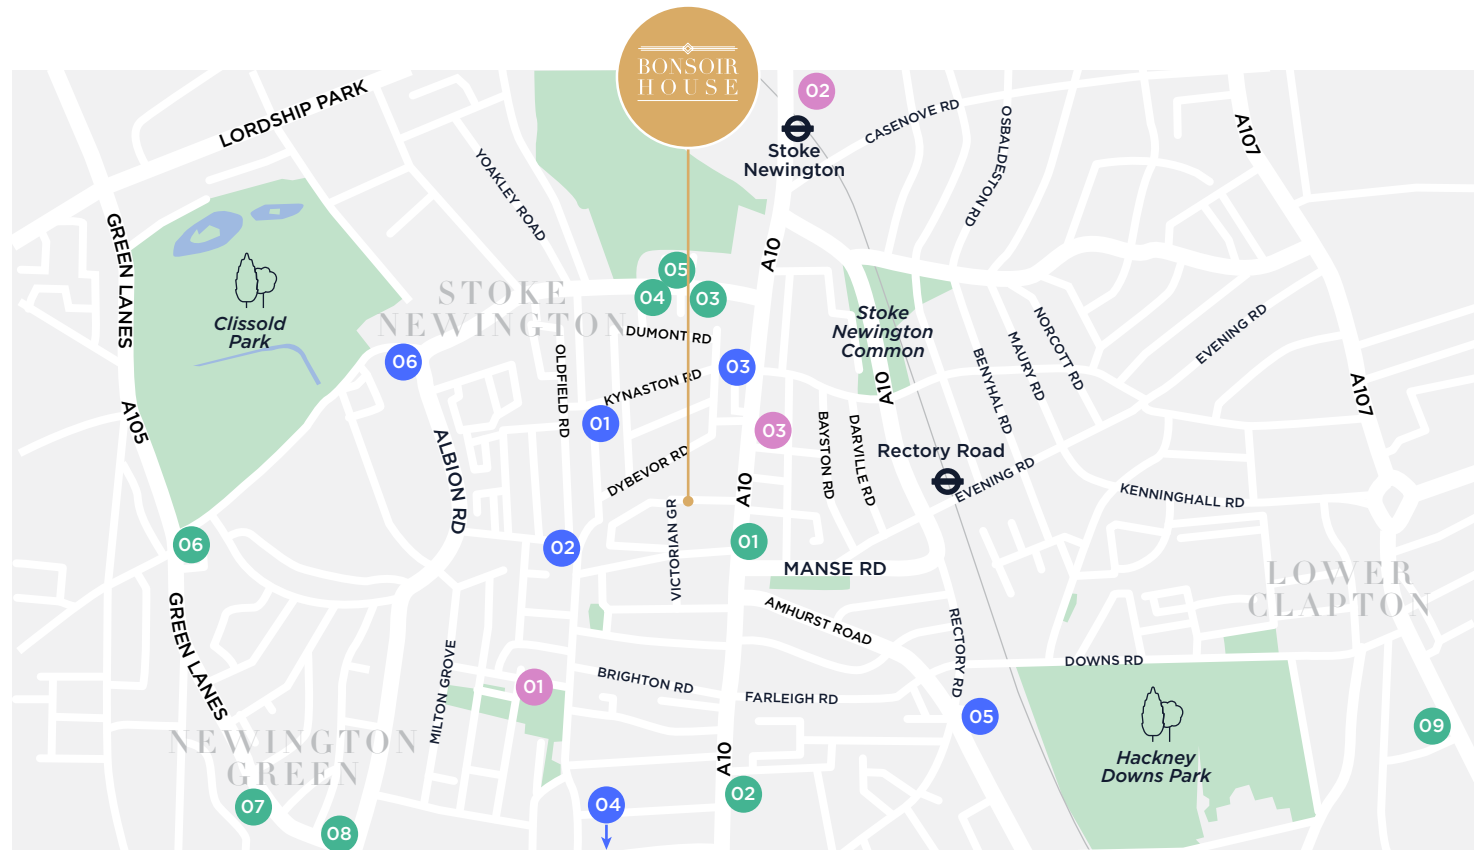 BONSOIR
HOUSE
02
LORDSHIP PARK
CASENOVE RD
OSBALDESTON RD
A107
Stoke
Newington
YOAKLEY ROAD
GREEN LANES
A10
05
04
03
STOKE
NEWINGTON
Clissold
Park
DUMONT RD
Stoke
Newington
Common
NORCOTT RD
MAURY RD
BENYHAL RD
EVENING RD
06
OLDFIELD RD
KYNASTON RD
03
A10
A107
A105
01
03
BAYSTON RD
DARVILLE RD
ALBION RD
DYBEVOR RD
Rectory Road
EVENING RD
KENNINGHALL RD
A10
VICTORIAN GR
06
02
01
MANSE RD
LOWER
CLAPTON
AMHURST ROAD
GREEN LANES
RECTORY RD
MILTON GROVE
01
BRIGHTON RD
FARLEIGH RD
DOWNS RD
05
09
NEWINGTON
GREEN
A10
Hackney
Downs Park
07
08
04
02